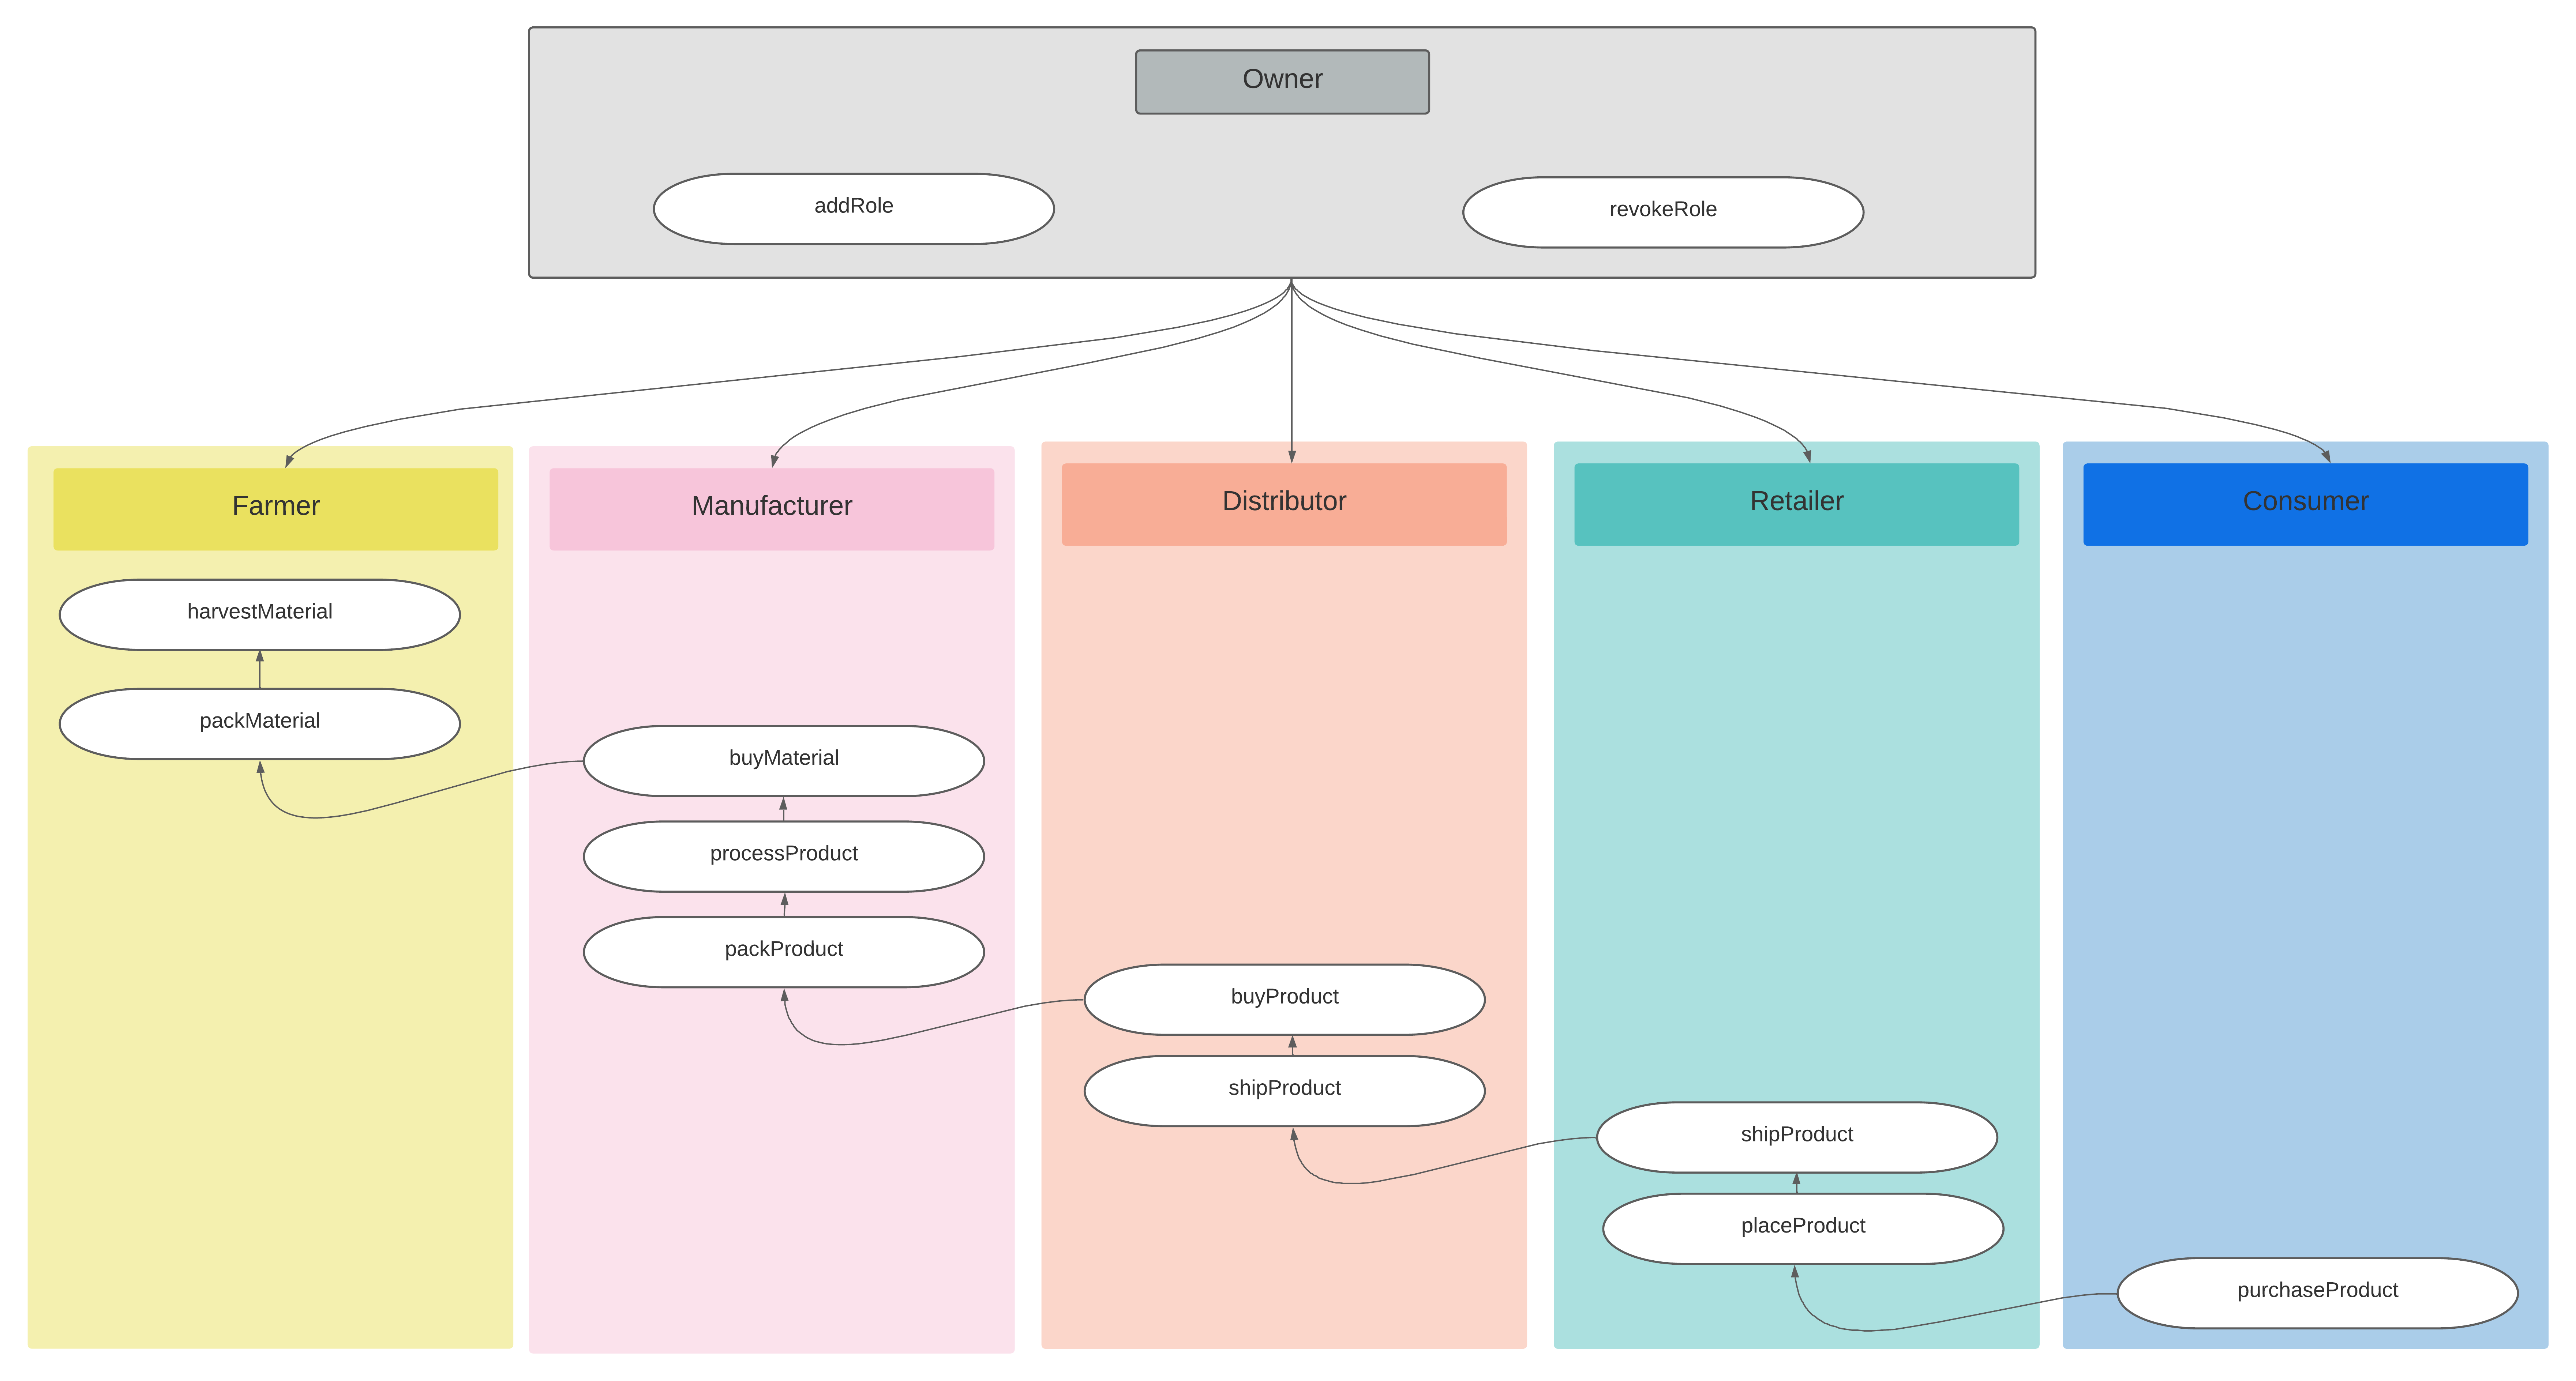 Owner
addRole
revokeRole
Farmer
Manufacturer
Distributor
Retailer
Consumer
harvestMaterial
packMaterial
buyMaterial
processProduct
packProduct
buyProduct
shipProduct
shipProduct
placeProduct
purchaseProduct